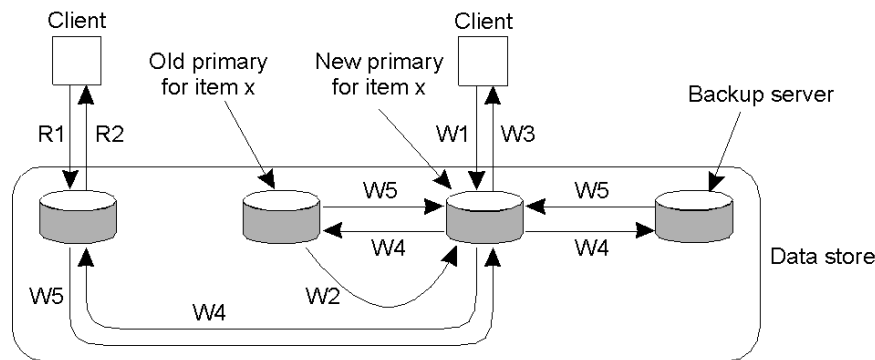 Client
Client
Old primary
for item x
New primary
for item x
Backup server
R1
R2
W1
W3
W5
W5
W4
W4
W5
W4
W2
Data store